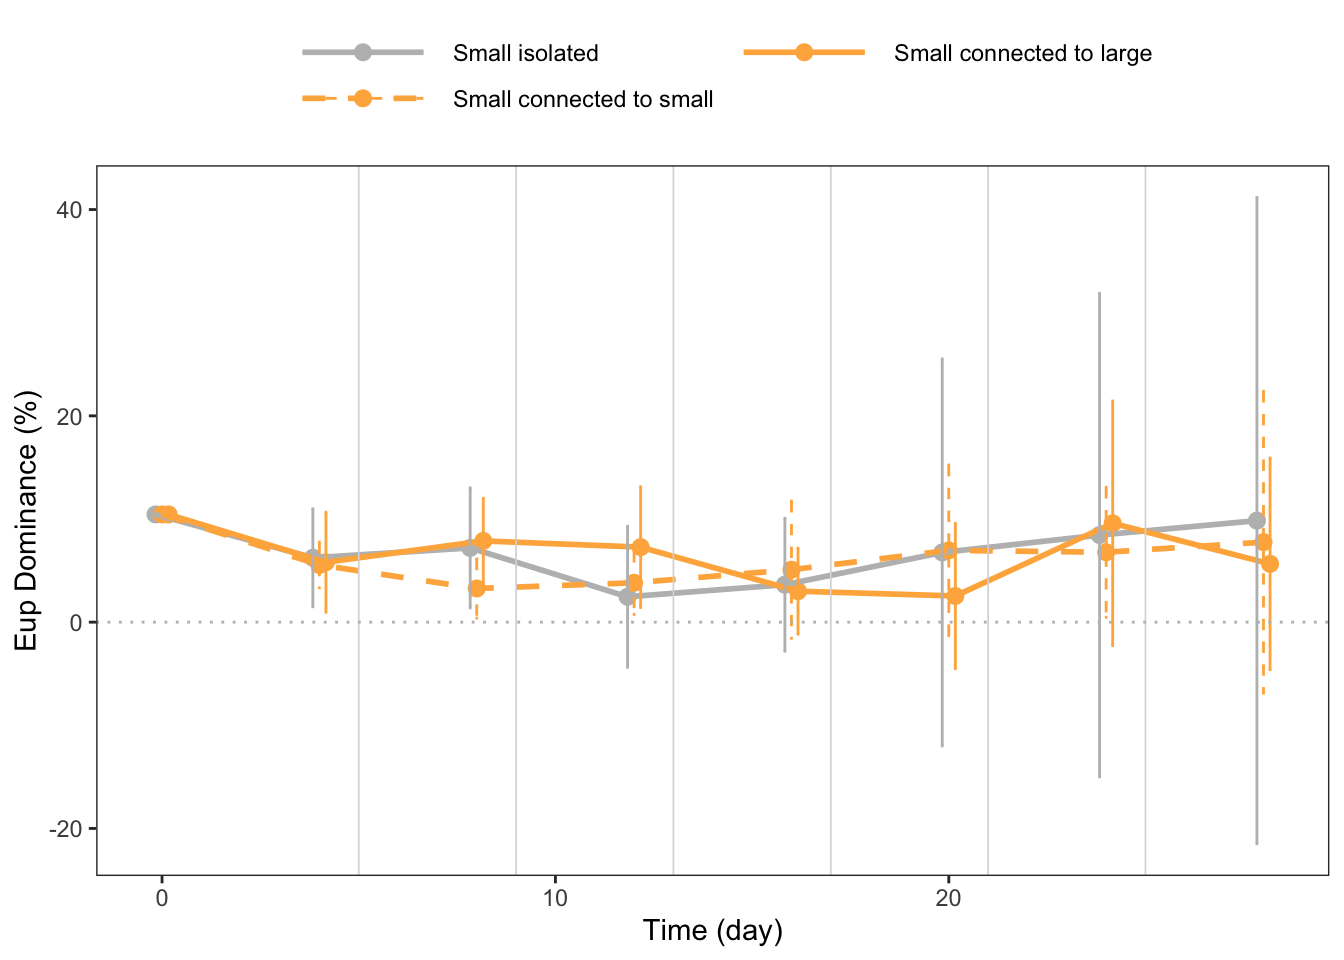 Small isolated
Small connected to large
Small connected to small
Eup Dominance (%)
40
20
0
-20
0
10
20
Time (day)